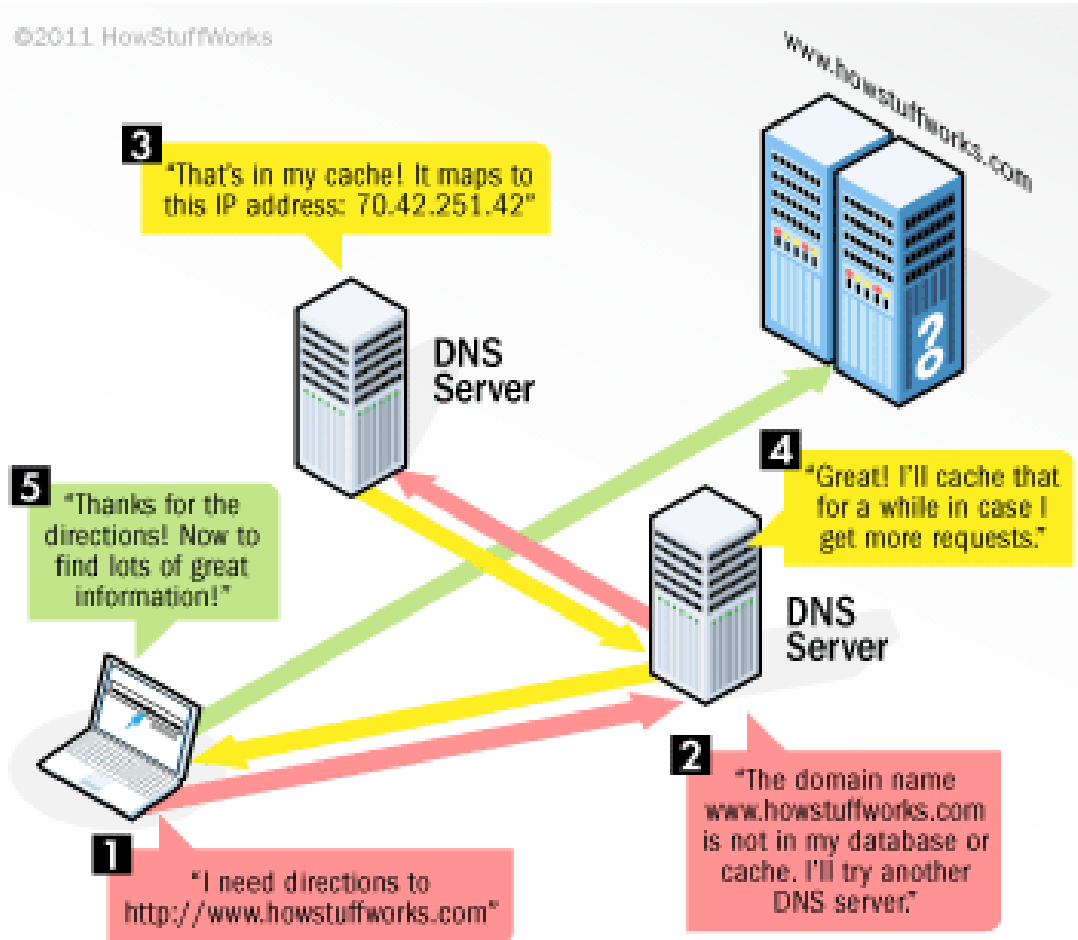 ©2011 HowStuffWorks
www.howstuffworks.com
3
"That's in my cache! It maps to
this IP address: 70.42.251.42"
DNS
Server
?
4
"Great! I'll cache that
for a while in case I
get more requests."
5
"Thanks for the
directions! Now to
find lots of great
information!"
DNS
Server
2
"The domain name
www.howstuffworks.com
is not in my database or
cache. I'll try another
DNS server."
1
"I need directions to
http://www.howstuffworks.com"